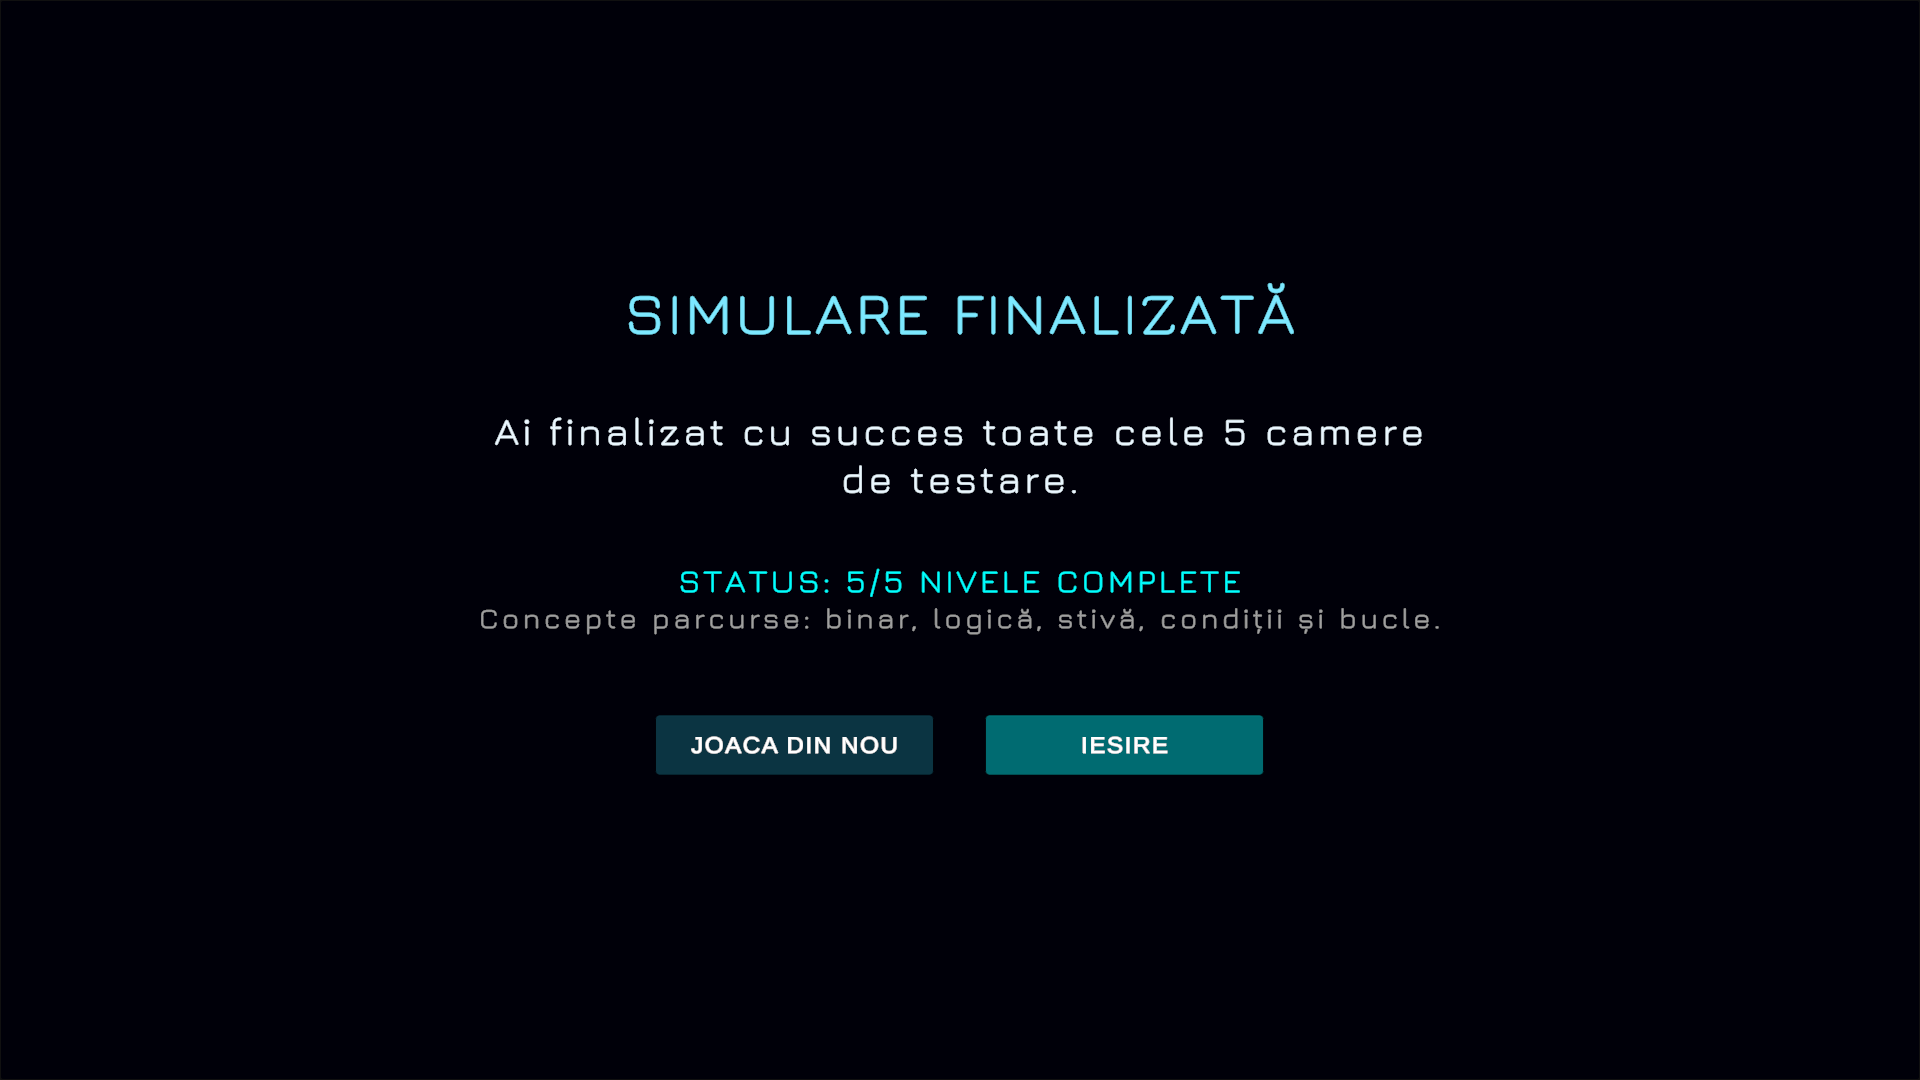 SIMULARE FINALIZATĂ
Ai finalizat cu succes toate cele 5 camere
de testare.
STATUS: 5/5 NIVELE COMPLETE
Concepte parcurse: binar, logică, stivă, condiții și bucle.
JOACA DIN NOU
IESIRE